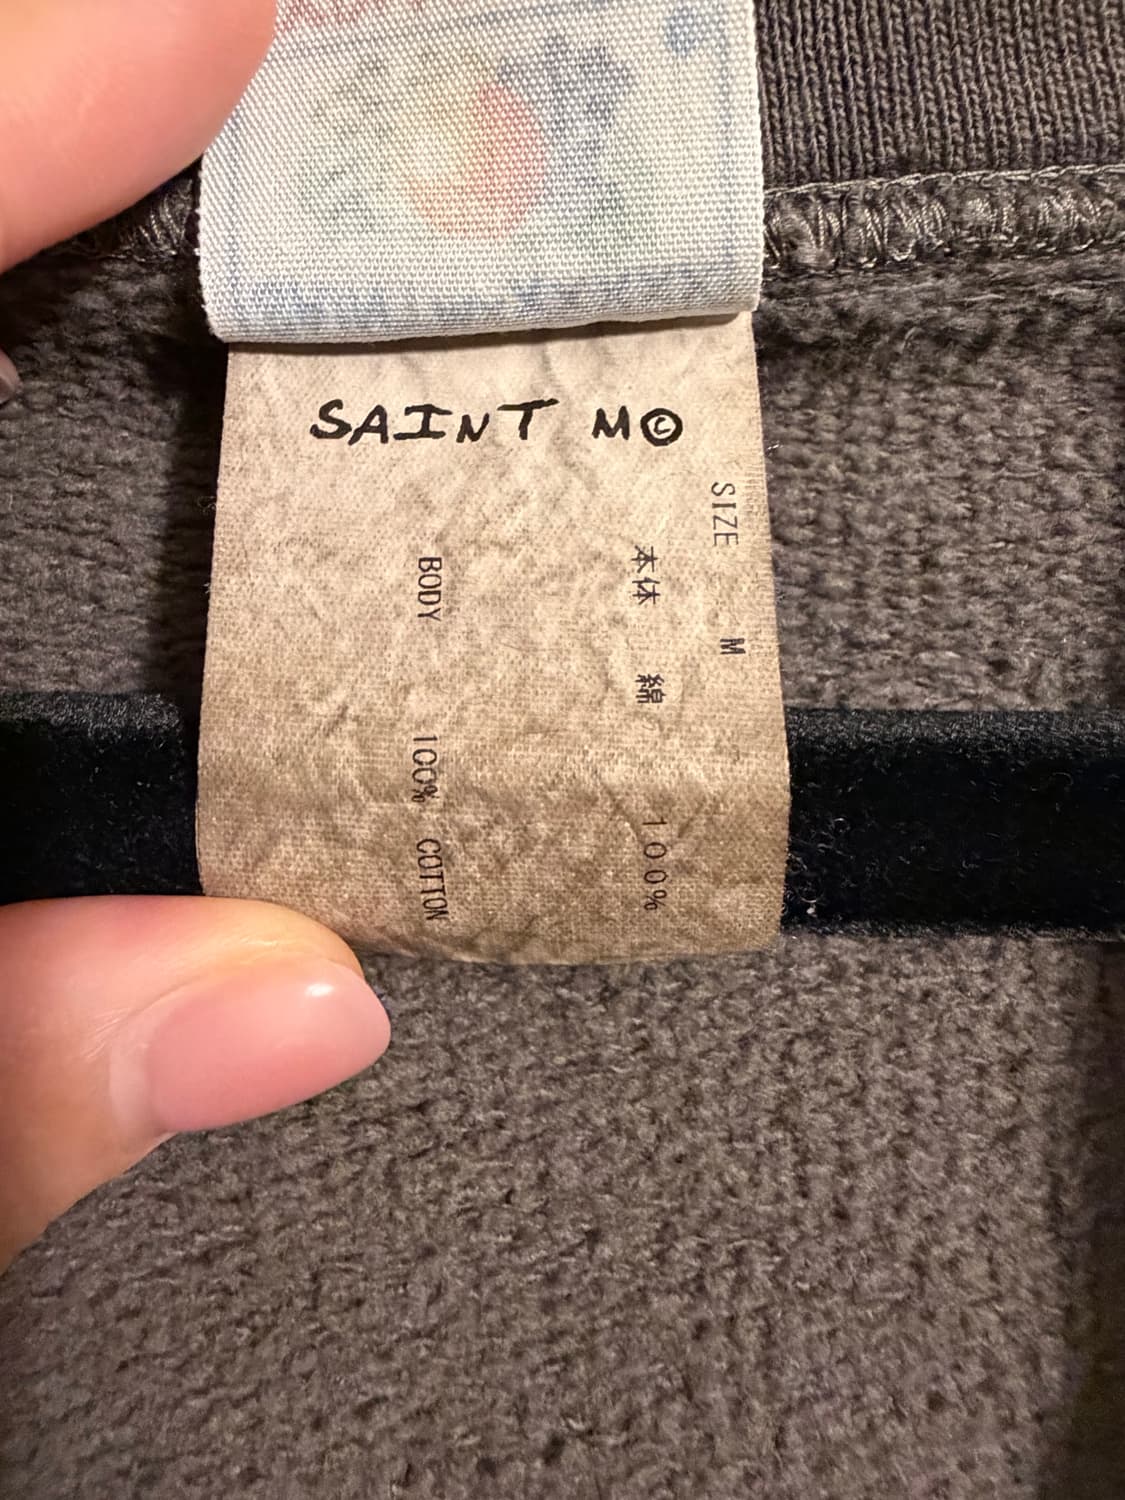 SAINT M©
SIZE M
本体 綿 100%
BODY 100% COTTON